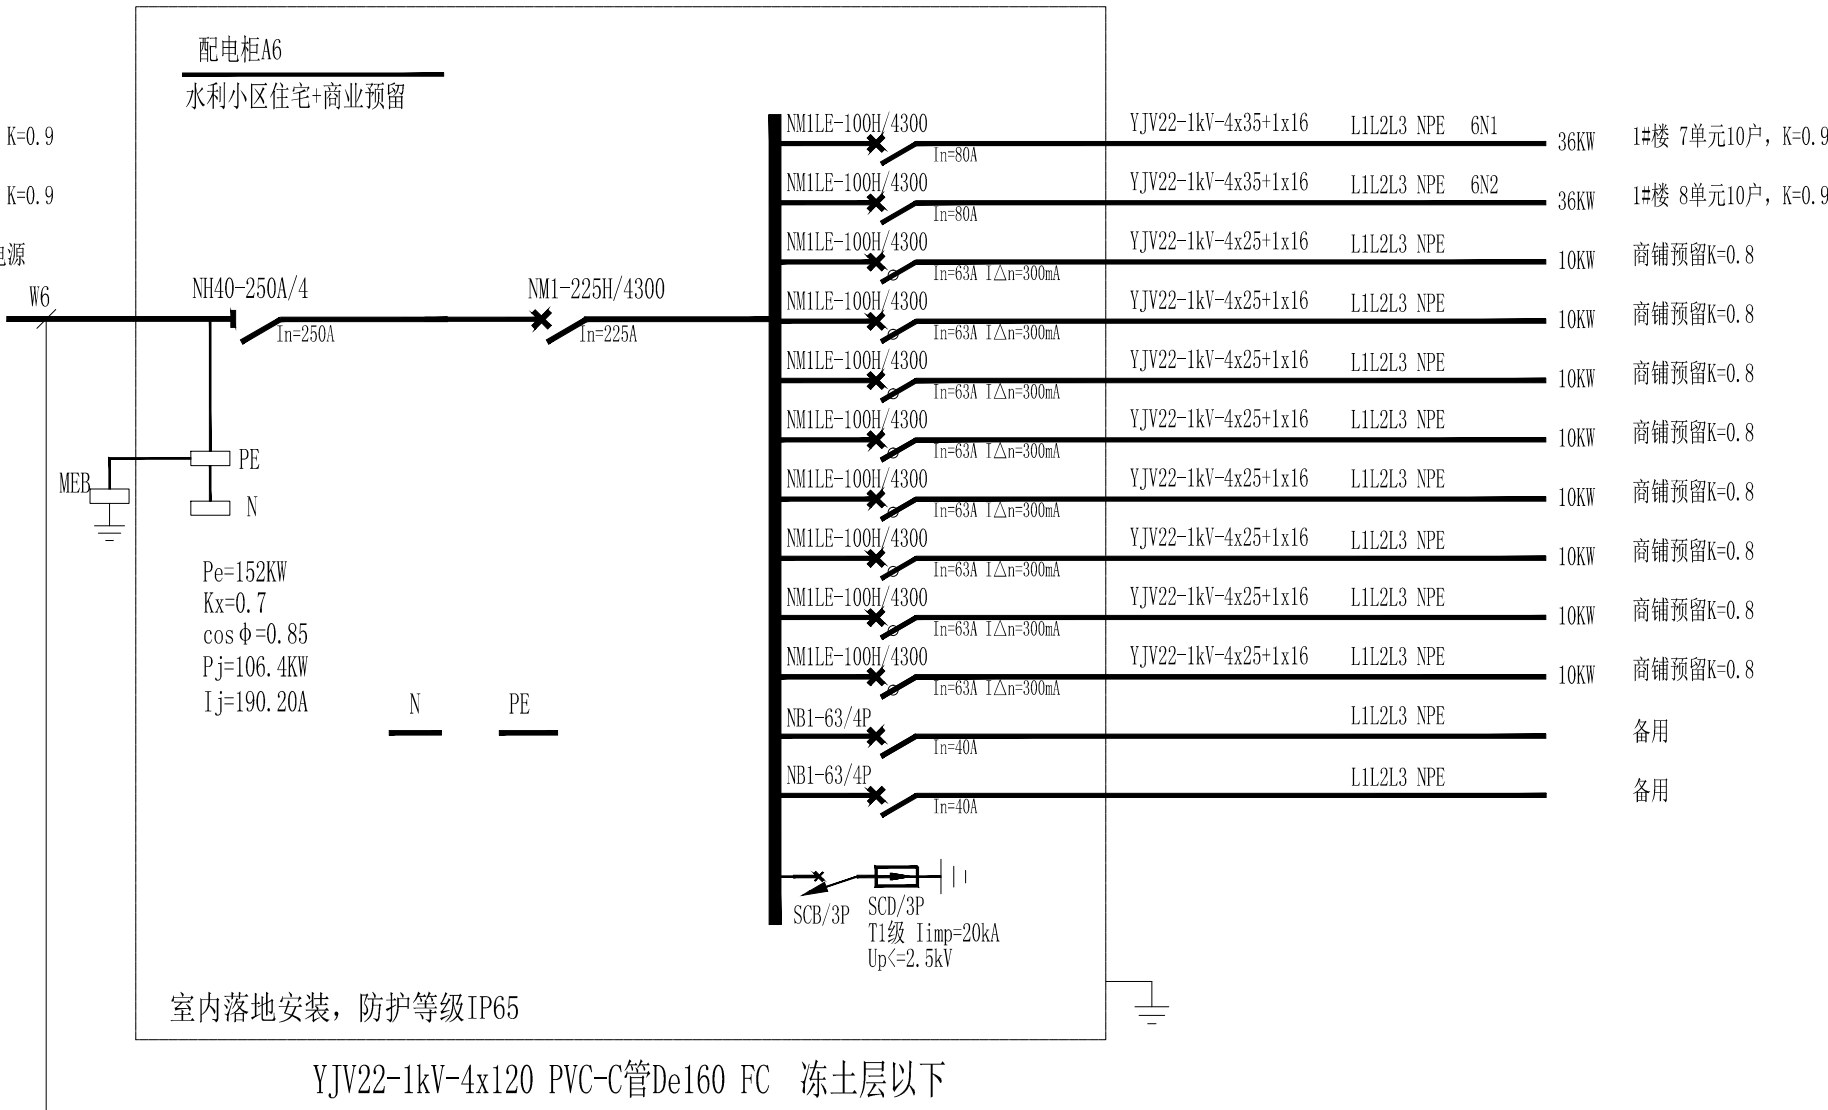 配电柜A6
水利小区住宅+商业预留
K=0.9
K=0.9
电源
W6
NH40-250A/4
In=250A
NM1-225H/4300
In=225A
MEB
PE
N
Pe=152KW
Kx=0.7
cosφ=0.85
Pj=106.4KW
Ij=190.20A
N PE
NM1LE-100H/4300 In=80A YJV22-1kV-4x35+1x16 L1L2L3 NPE 6N1 36KW 1#楼 7单元10户，K=0.9
NM1LE-100H/4300 In=80A YJV22-1kV-4x35+1x16 L1L2L3 NPE 6N2 36KW 1#楼 8单元10户，K=0.9
NM1LE-100H/4300 In=63A I△n=300mA YJV22-1kV-4x25+1x16 L1L2L3 NPE 10KW 商铺预留K=0.8
NM1LE-100H/4300 In=63A I△n=300mA YJV22-1kV-4x25+1x16 L1L2L3 NPE 10KW 商铺预留K=0.8
NM1LE-100H/4300 In=63A I△n=300mA YJV22-1kV-4x25+1x16 L1L2L3 NPE 10KW 商铺预留K=0.8
NM1LE-100H/4300 In=63A I△n=300mA YJV22-1kV-4x25+1x16 L1L2L3 NPE 10KW 商铺预留K=0.8
NM1LE-100H/4300 In=63A I△n=300mA YJV22-1kV-4x25+1x16 L1L2L3 NPE 10KW 商铺预留K=0.8
NM1LE-100H/4300 In=63A I△n=300mA YJV22-1kV-4x25+1x16 L1L2L3 NPE 10KW 商铺预留K=0.8
NM1LE-100H/4300 In=63A I△n=300mA YJV22-1kV-4x25+1x16 L1L2L3 NPE 10KW 商铺预留K=0.8
NM1LE-100H/4300 In=63A I△n=300mA YJV22-1kV-4x25+1x16 L1L2L3 NPE 10KW 商铺预留K=0.8
NB1-63/4P In=40A L1L2L3 NPE 备用
NB1-63/4P In=40A L1L2L3 NPE 备用
SCB/3P
SCD/3P
T1级 Iimp=20kA
Up<=2.5kV
室内落地安装，防护等级IP65
YJV22-1kV-4x120 PVC-C管De160 FC 冻土层以下